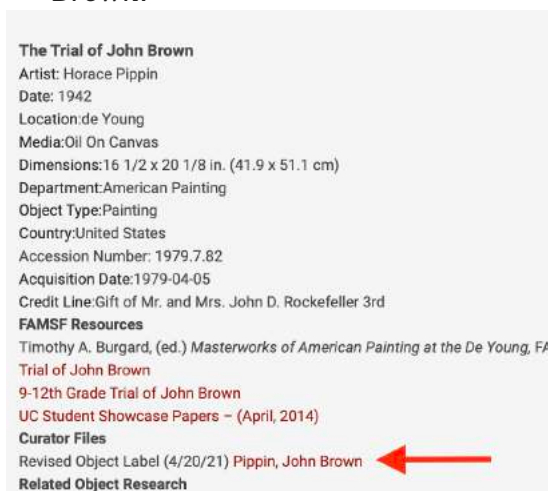 The Trial of John Brown
Artist: Horace Pippin
Date: 1942
Location:de Young
Media:Oil On Canvas
Dimensions:16 1/2 x 20 1/8 in. (41.9 x 51.1 cm)
Department:American Painting
Object Type:Painting
Country:United States
Accession Number: 1979.7.82
Acquisition Date:1979-04-05
Credit Line:Gift of Mr. and Mrs. John D. Rockefeller 3rd
FAMSF Resources
Timothy A. Burgard, (ed.) Masterworks of American Painting at the De Young, FA
Trial of John Brown
9-12th Grade Trial of John Brown
UC Student Showcase Papers – (April, 2014)
Curator Files
Revised Object Label (4/20/21) Pippin, John Brown
Related Object Research